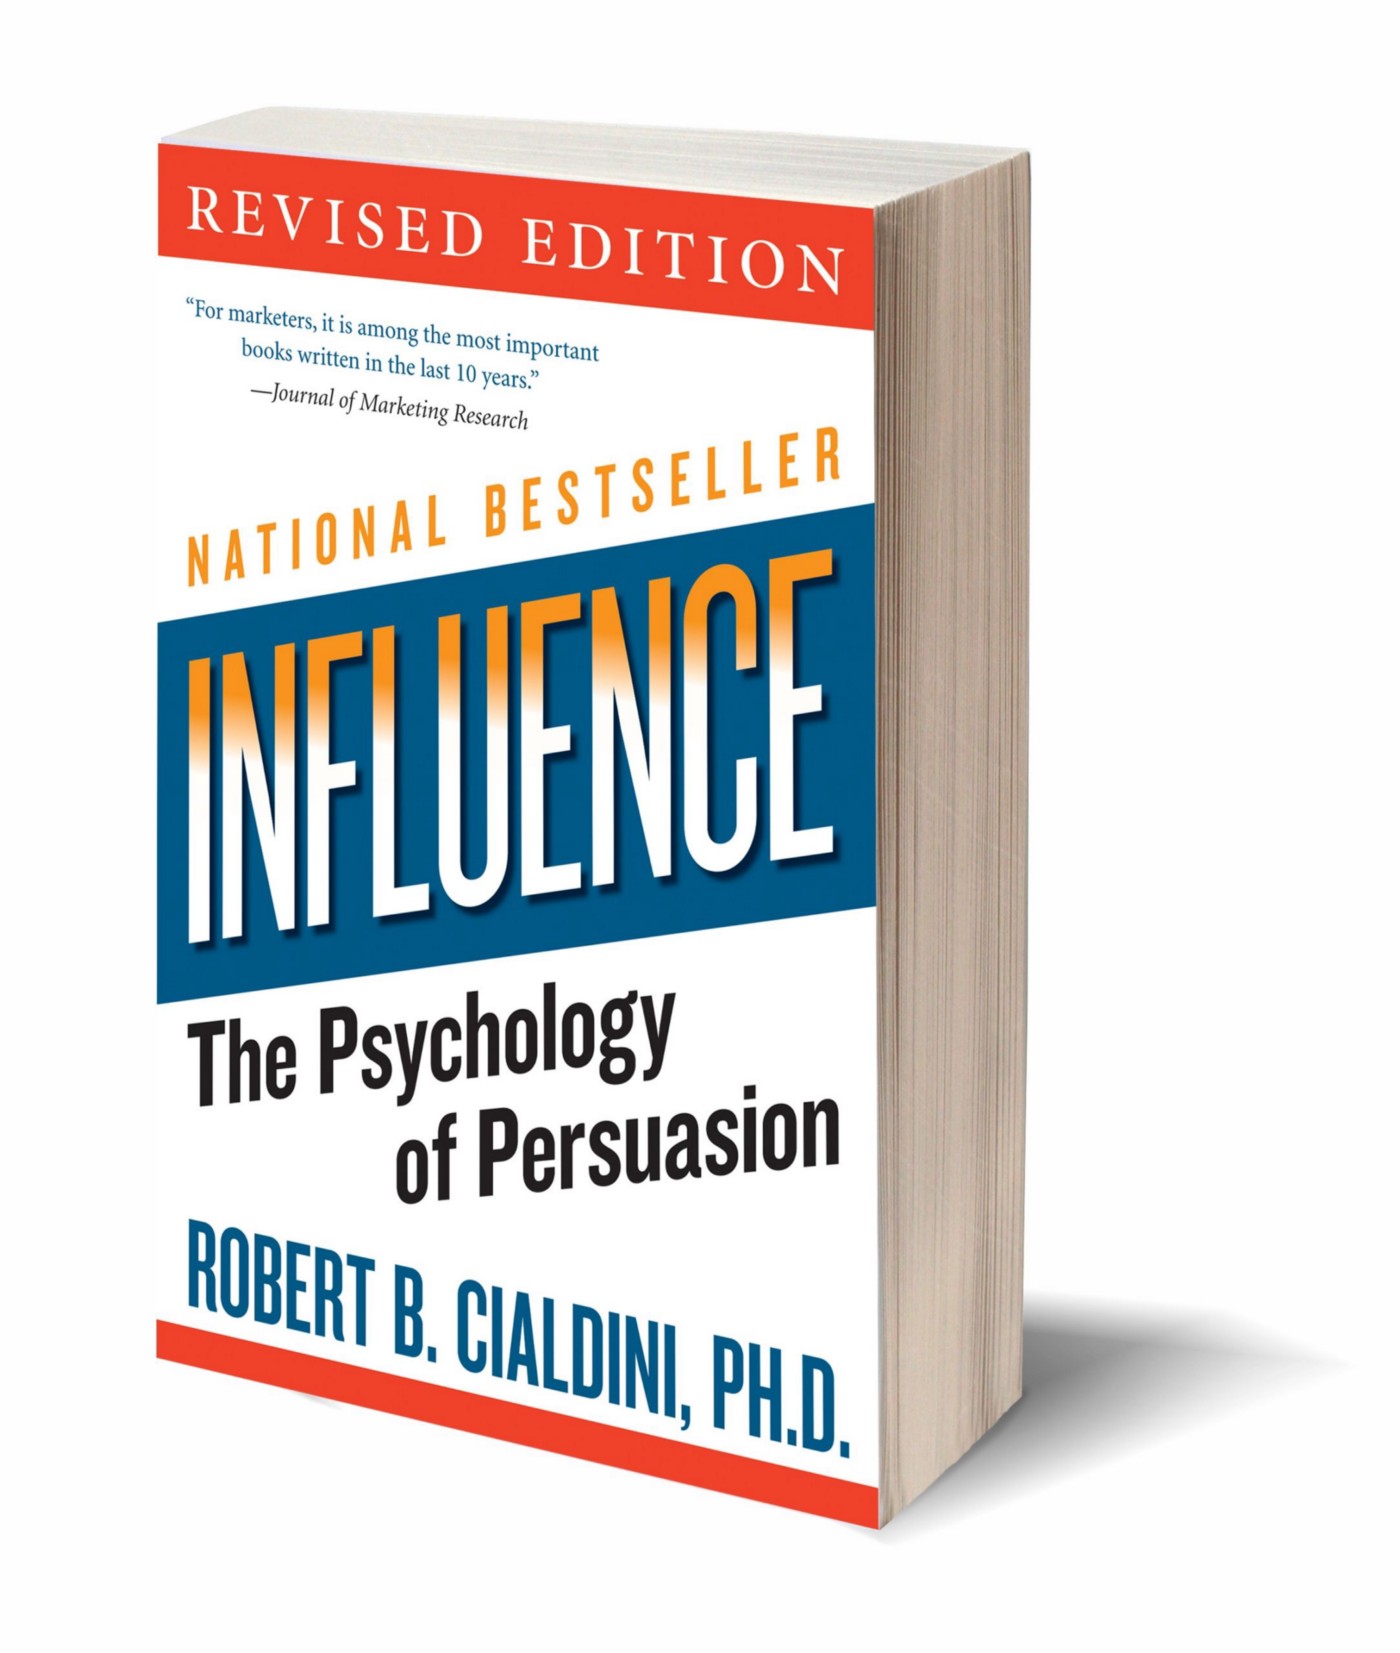 REVISED EDITION
“For marketers, it is among the most important
books written in the last 10 years.”
—Journal of Marketing Research
NATIONAL BESTSELLER
INFLUENCE
The Psychology
of Persuasion
ROBERT B. CIALDINI, PH.D.